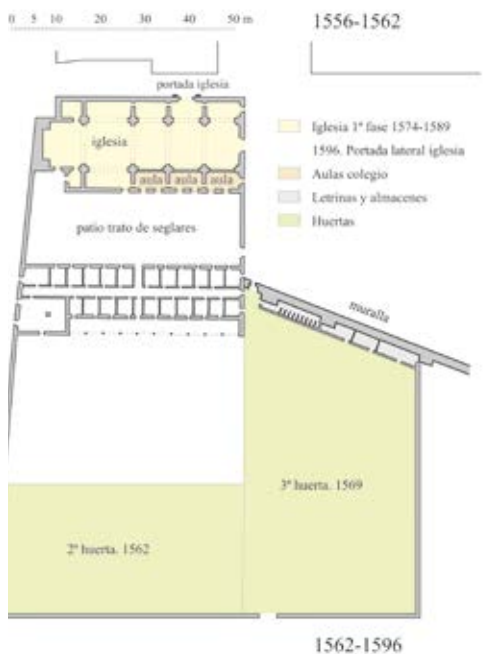 0 5 10 20 30 40 50 m
1556-1562
portada iglesia
iglesia
aula aula aula
Iglesia 1ª fase 1574-1589
1596. Portada lateral iglesia
Aulas colegio
Letrinas y almacenes
Huertas
patio trato de seglares
muralla
3ª huerta. 1569
2ª huerta. 1562
1562-1596